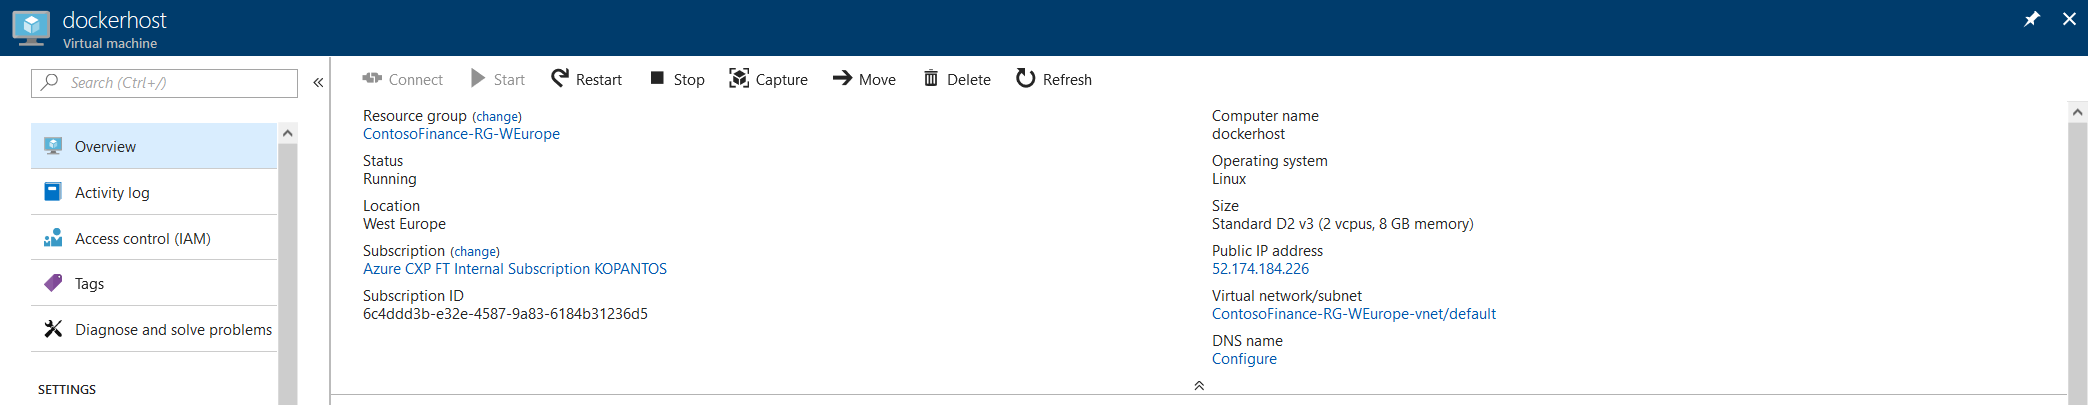 dockerhost
Virtual machine
Search (Ctrl+/)
Overview
Activity log
Access control (IAM)
Tags
Diagnose and solve problems
SETTINGS
Connect Start Restart Stop Capture Move Delete Refresh
Resource group (change)
ContosoFinance-RG-WEurope
Status
Running
Location
West Europe
Subscription (change)
Azure CXP FT Internal Subscription KOPANTOS
Subscription ID
6c4ddd3b-e32e-4587-9a83-6184b31236d5
Computer name
dockerhost
Operating system
Linux
Size
Standard D2 v3 (2 vcpus, 8 GB memory)
Public IP address
52.174.184.226
Virtual network/subnet
ContosoFinance-RG-WEurope-vnet/default
DNS name
Configure